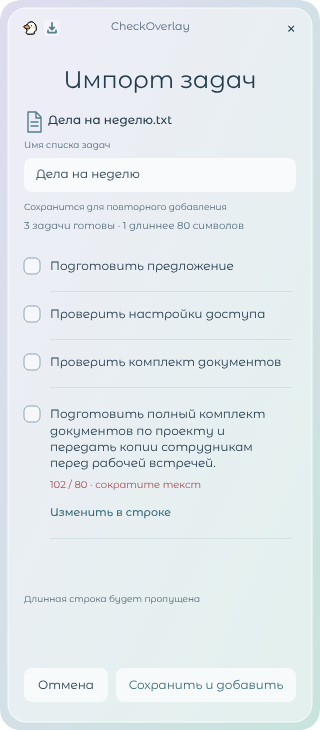 CheckOverlay
×
Импорт задач
Дела на неделю.txt
Имя списка задач
Дела на неделю
Сохранится для повторного добавления
3 задачи готовы · 1 длиннее 80 символов
Подготовить предложение
Проверить настройки доступа
Проверить комплект документов
Подготовить полный комплект
документов по проекту и
передать копии сотрудникам
перед рабочей встречей.
102 / 80 · сократите текст
Изменить в строке
Длинная строка будет пропущена
Отмена
Сохранить и добавить